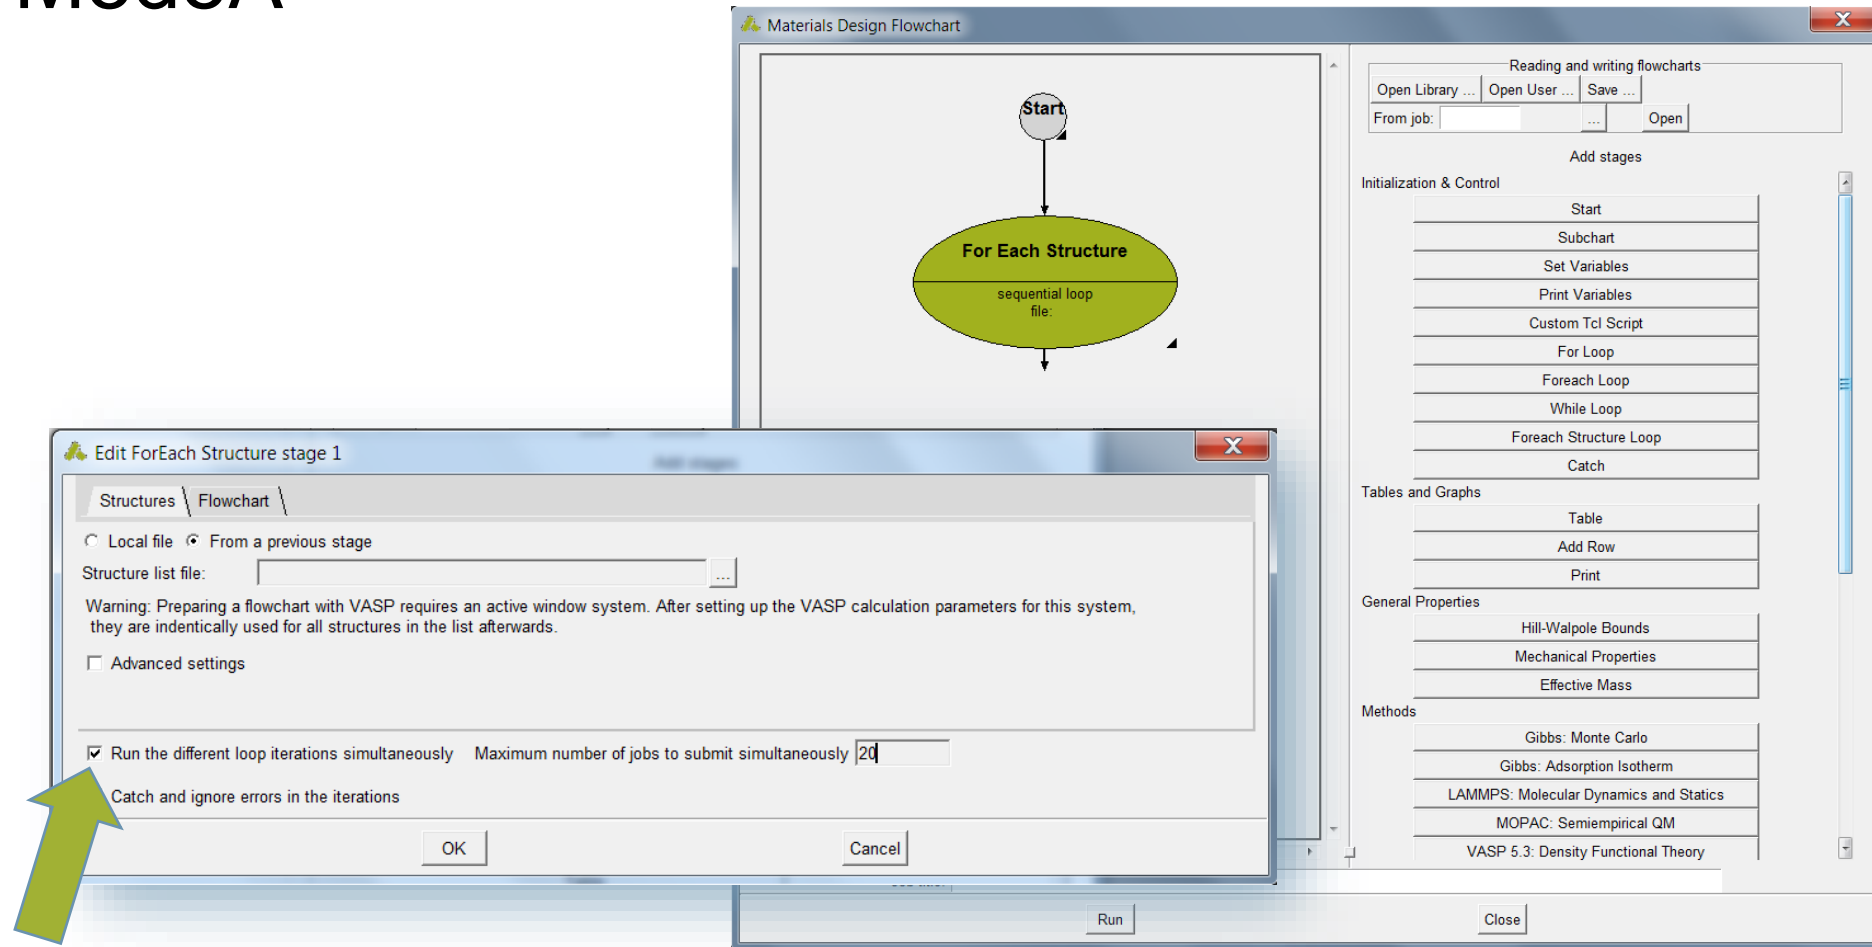 MedeA
Materials Design Flowchart
X
Start
For Each Structure
sequential loop
file:
Reading and writing flowcharts
Open Library ... Open User ... Save ...
From job: ... Open
Add stages
Initialization & Control
Start
Subchart
Set Variables
Print Variables
Custom Tcl Script
For Loop
Foreach Loop
While Loop
Foreach Structure Loop
Catch
Tables and Graphs
Table
Add Row
Print
General Properties
Hill-Walpole Bounds
Mechanical Properties
Effective Mass
Methods
Gibbs: Monte Carlo
Gibbs: Adsorption Isotherm
LAMMPS: Molecular Dynamics and Statics
MOPAC: Semiempirical QM
VASP 5.3: Density Functional Theory
Run Close
Edit ForEach Structure stage 1
X
Structures Flowchart
Local file From a previous stage
Structure list file: ...
Warning: Preparing a flowchart with VASP requires an active window system. After setting up the VASP calculation parameters for this system,
they are indentically used for all structures in the list afterwards.
Advanced settings
Run the different loop iterations simultaneously Maximum number of jobs to submit simultaneously 20
Catch and ignore errors in the iterations
OK Cancel